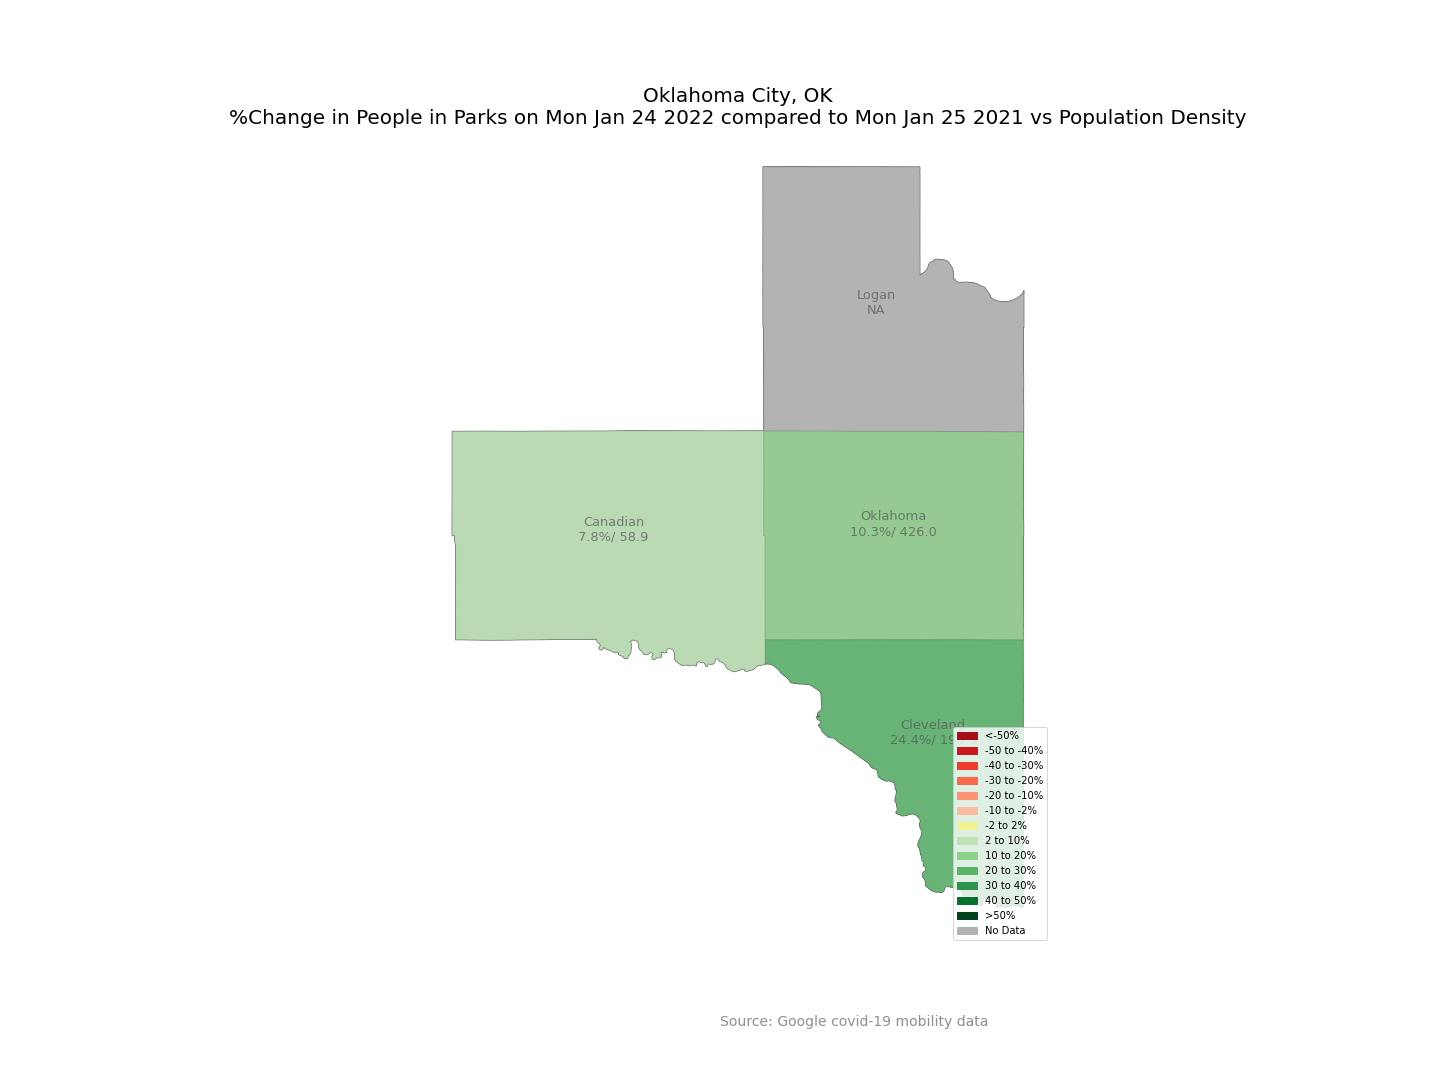 Oklahoma City, OK
%Change in People in Parks on Mon Jan 24 2022 compared to Mon Jan 25 2021 vs Population Density
Logan
NA
Canadian
7.8%/ 58.9
Oklahoma
10.3%/ 426.0
Cleveland
24.4%/
<-50%
-50 to -40%
-40 to -30%
-30 to -20%
-20 to -10%
-10 to -2%
-2 to 2%
2 to 10%
10 to 20%
20 to 30%
30 to 40%
40 to 50%
>50%
No Data
Source: Google covid-19 mobility data